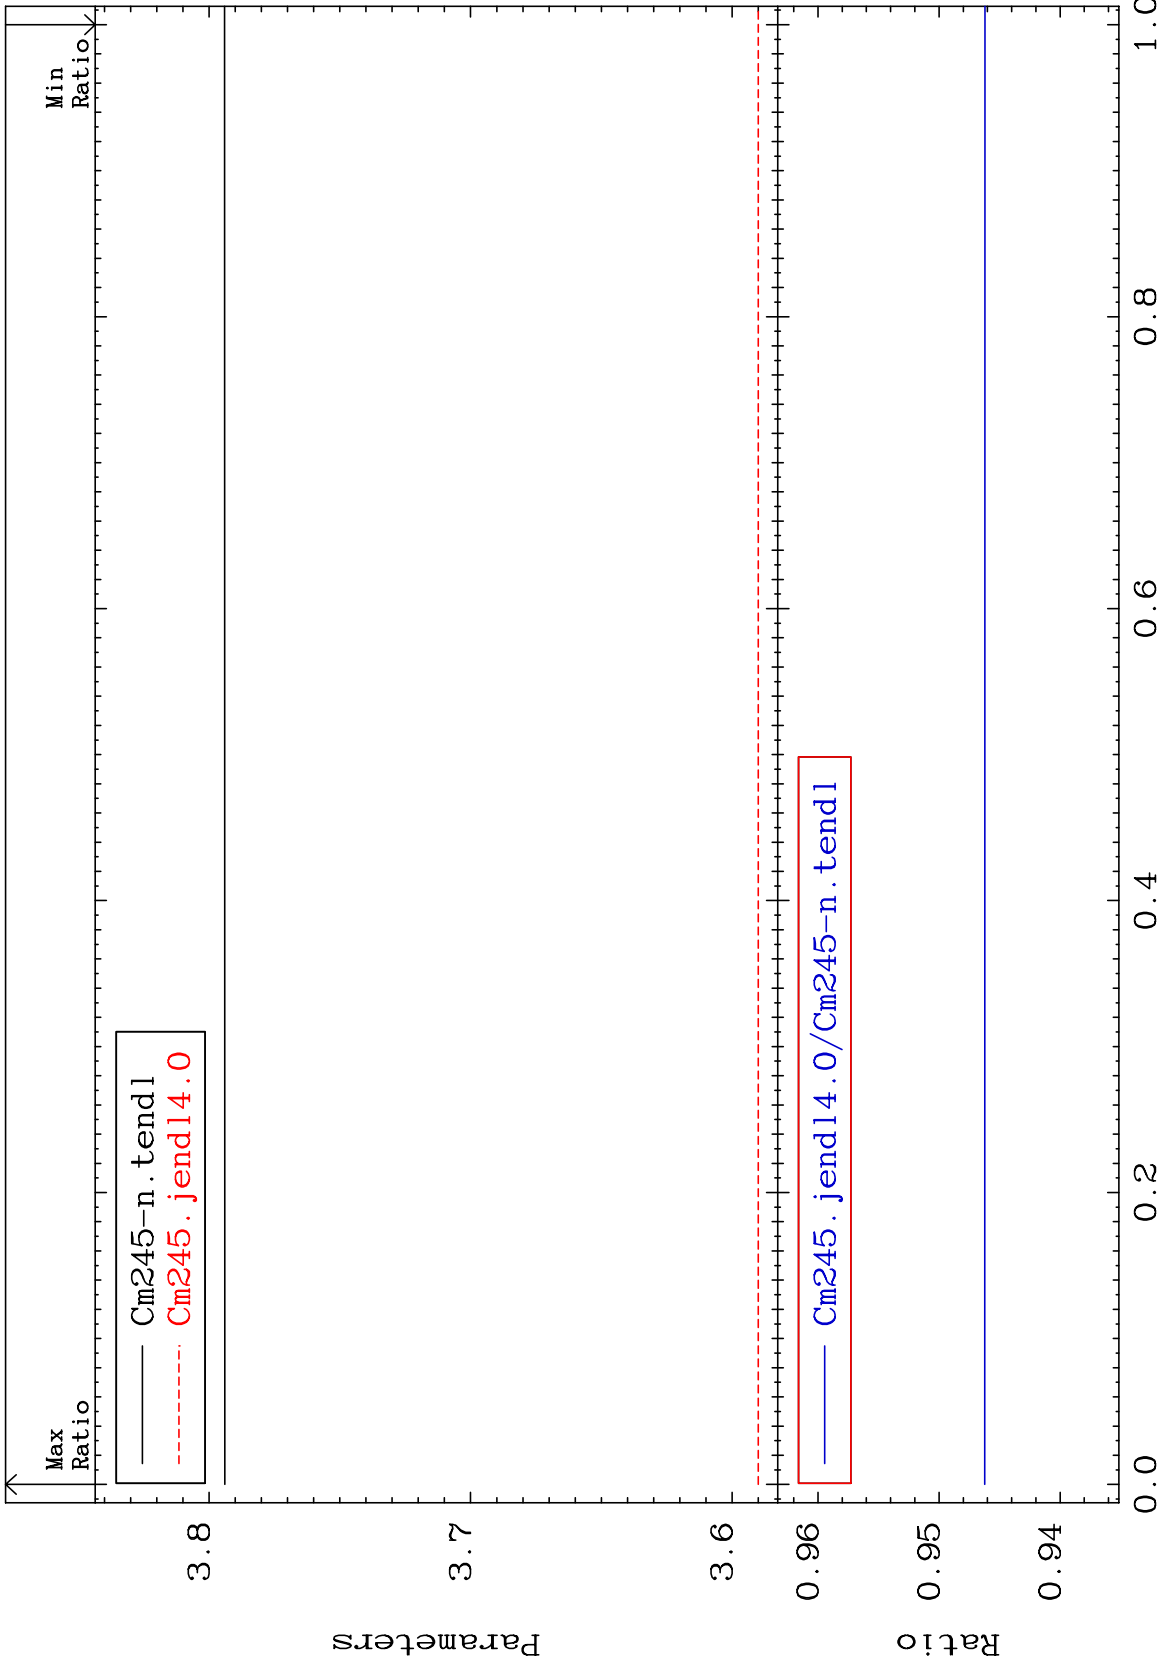 Max
Ratio
Min
Ratio
Cm245-n.tendl
Cm245.jendl4.0
3.8
3.7
3.6
Parameters
Cm245.jendl4.0/Cm245-n.tendl
0.96
0.95
0.94
Ratio
0.0
0.2
0.4
0.6
0.8
1.0